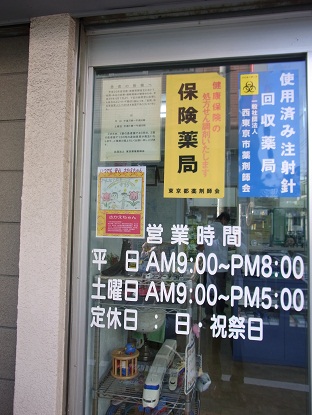 使用済み注射針
回収薬局
一般社団法人
西東京市薬剤師会
健康保険の
処方せん調剤いたします
保険薬局
東京都薬剤師会
営業時間
平 日 AM9:00~PM8:00
土曜日 AM9:00~PM5:00
定休日 : 日・祝祭日